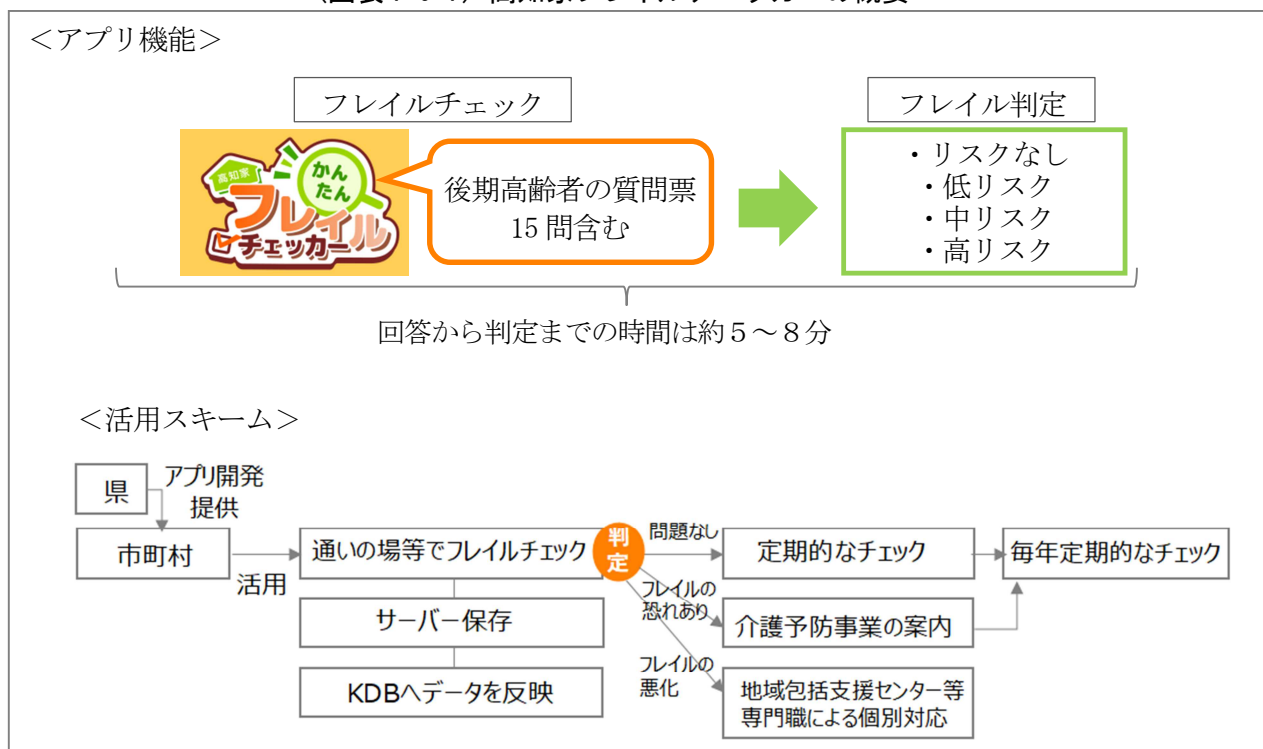 ＜アプリ機能＞
フレイルチェック
フレイル判定
高知家
かん
たん
フレイル
チェッカー
後期高齢者の質問票
15問含む
・リスクなし
・低リスク
・中リスク
・高リスク
回答から判定までの時間は約５～８分
＜活用スキーム＞
県
アプリ開発
提供
市町村
活用
通いの場等でフレイルチェック
判
定
問題なし
定期的なチェック
毎年定期的なチェック
サーバー保存
フレイルの
恐れあり
介護予防事業の案内
KDBへデータを反映
フレイルの
悪化
地域包括支援センター等
専門職による個別対応